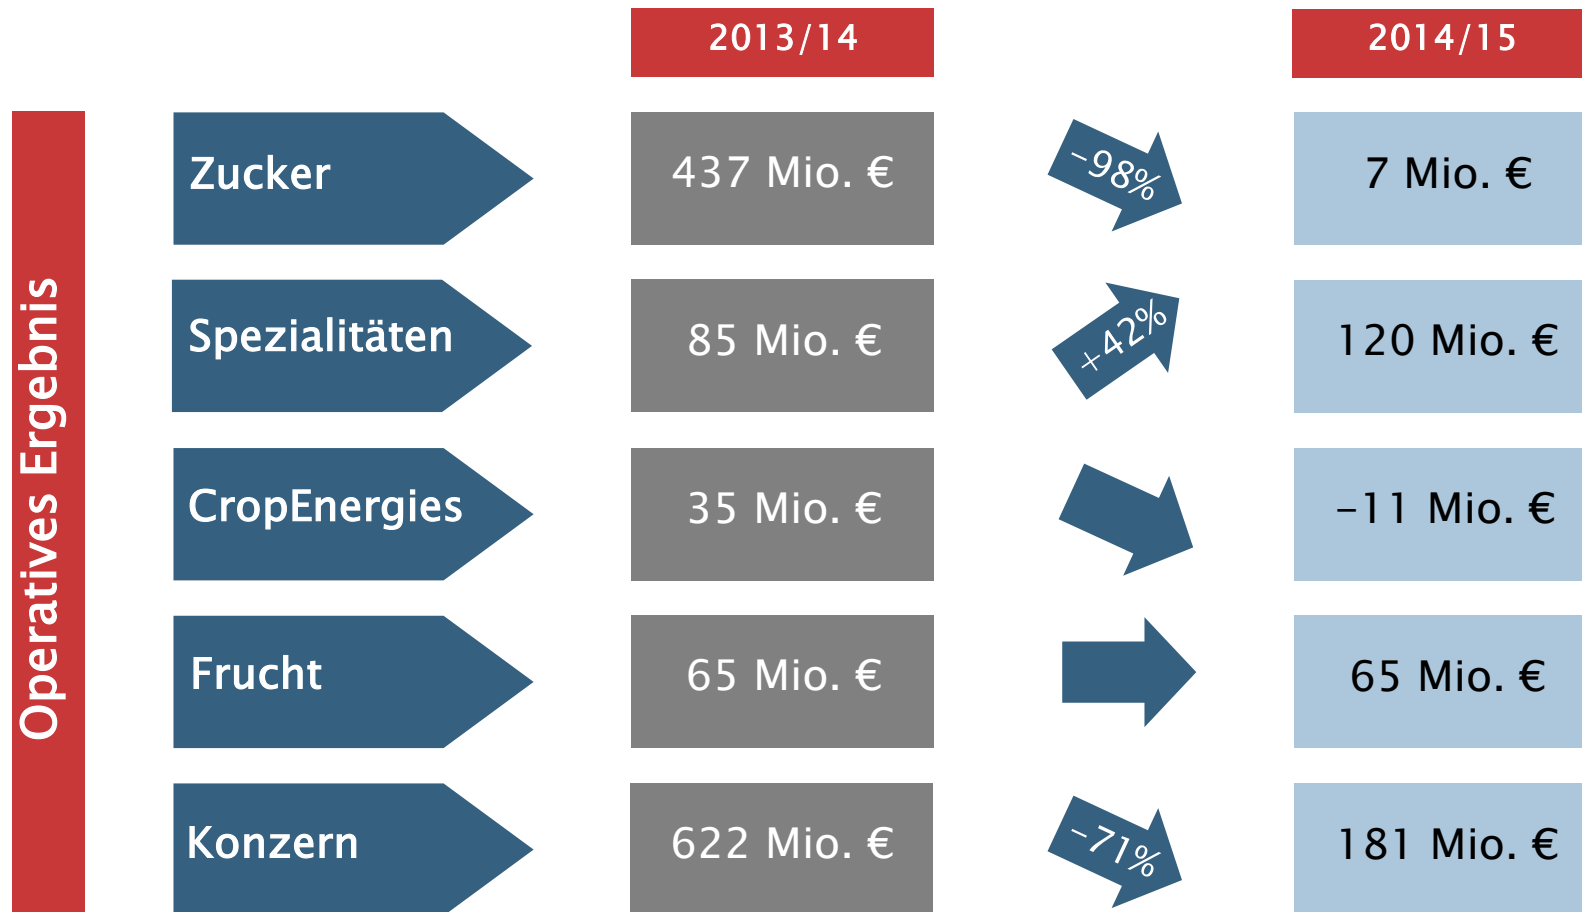 2013/14
2014/15
Operatives Ergebnis
Zucker
437 Mio. €
-98%
7 Mio. €
Spezialitäten
85 Mio. €
+42%
120 Mio. €
CropEnergies
35 Mio. €
-11 Mio. €
Frucht
65 Mio. €
65 Mio. €
Konzern
622 Mio. €
-71%
181 Mio. €